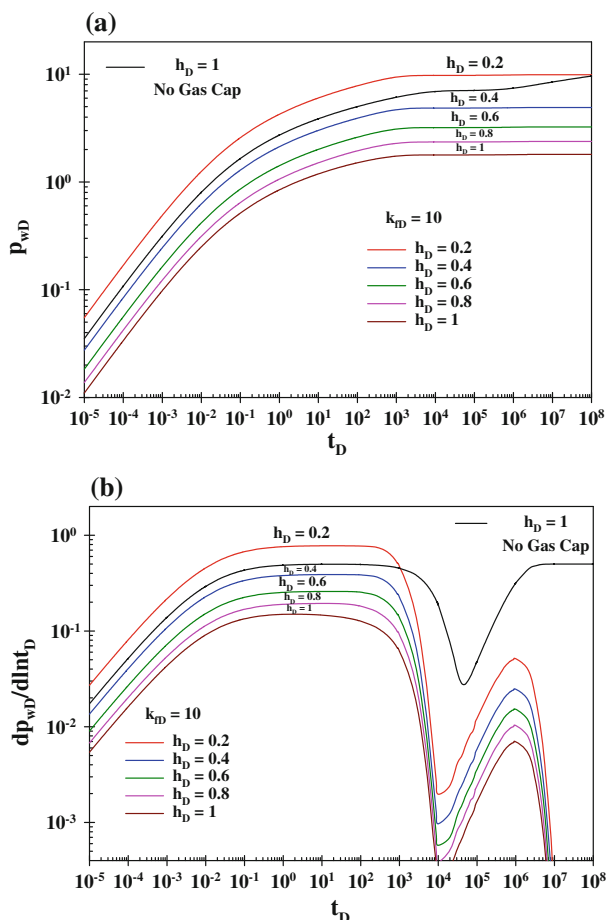 (a)
h_D = 1
No Gas Cap
h_D = 0.2
h_D = 0.4
h_D = 0.6
h_D = 0.8
h_D = 1
k_fD = 10
h_D = 0.2
h_D = 0.4
h_D = 0.6
h_D = 0.8
h_D = 1
p_wD
10^1
10^0
10^-1
10^-2
10^-5 10^-4 10^-3 10^-2 10^-1 10^0 10^1 10^2 10^3 10^4 10^5 10^6 10^7 10^8
t_D
(b)
h_D = 1
No Gas Cap
h_D = 0.2
h_D = 0.4
h_D = 0.6
h_D = 0.8
h_D = 1
k_fD = 10
h_D = 0.2
h_D = 0.4
h_D = 0.6
h_D = 0.8
h_D = 1
dp_wD/dlnt_D
10^0
10^-1
10^-2
10^-3
10^-5 10^-4 10^-3 10^-2 10^-1 10^0 10^1 10^2 10^3 10^4 10^5 10^6 10^7 10^8
t_D